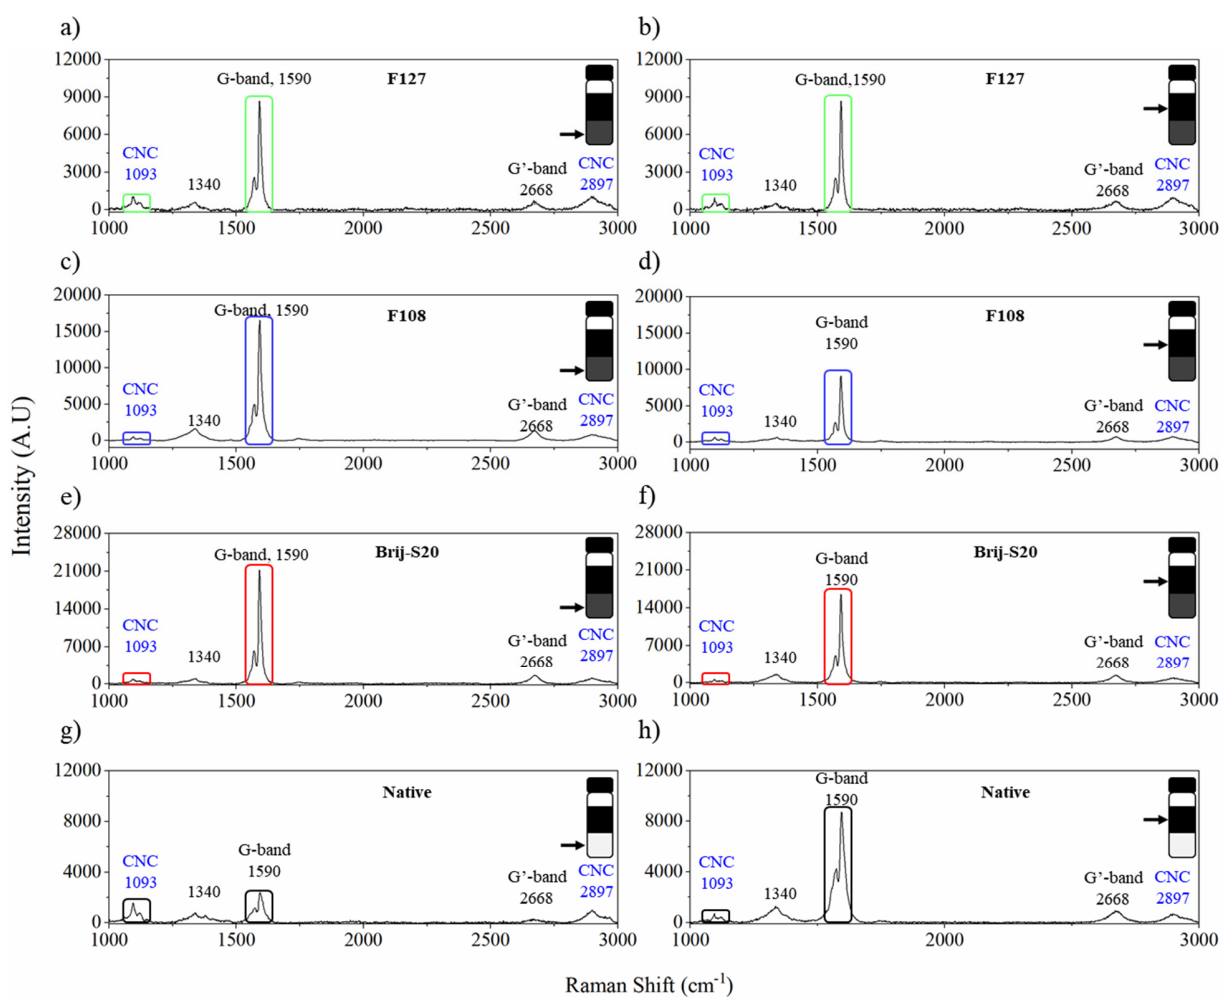 a)
12000
9000
6000
3000
0
G-band, 1590
F127
CNC
1093
1340
G’-band
2668
CNC
2897
1000 1500 2000 2500 3000
b)
12000
9000
6000
3000
0
G-band,1590
F127
CNC
1093
1340
G’-band
2668
CNC
2897
1000 1500 2000 2500 3000
c)
20000
15000
10000
5000
0
G-band, 1590
F108
CNC
1093
1340
G’-band
2668
CNC
2897
1000 1500 2000 2500 3000
d)
20000
15000
10000
5000
0
G-band
1590
F108
CNC
1093
1340
G’-band
2668
CNC
2897
1000 1500 2000 2500 3000
Intensity (A.U)
e)
28000
21000
14000
7000
0
G-band, 1590
Brij-S20
CNC
1093
1340
G’-band
2668
CNC
2897
1000 1500 2000 2500 3000
f)
28000
21000
14000
7000
0
G-band
1590
Brij-S20
CNC
1093
1340
G’-band
2668
CNC
2897
1000 1500 2000 2500 3000
g)
12000
8000
4000
0
Native
G-band
1590
CNC
1093
1340
G’-band
2668
CNC
2897
1000 1500 2000 2500 3000
h)
12000
8000
4000
0
G-band
1590
Native
CNC
1093
1340
G’-band
2668
CNC
2897
1000 1500 2000 2500 3000
Raman Shift (cm⁻¹)